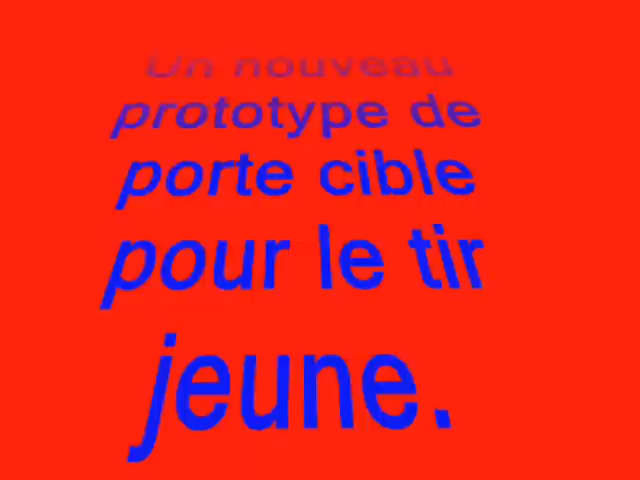 Un nouveau
prototype de
porte cible
pour le tir
jeune.